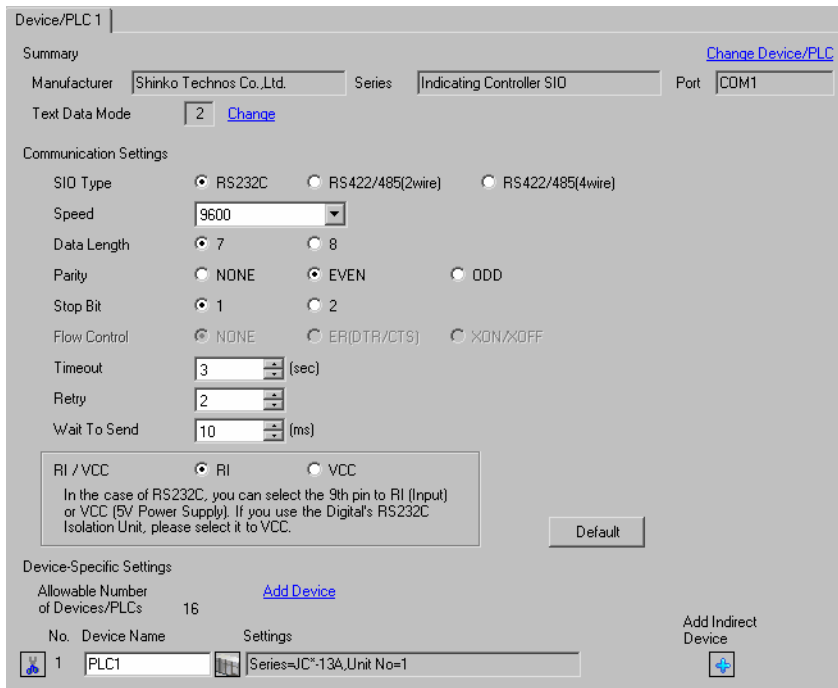 Device/PLC 1
Summary Change Device/PLC
Manufacturer Shinko Technos Co.,Ltd. Series Indicating Controller SIO Port COM1
Text Data Mode 2 Change
Communication Settings
SIO Type RS232C RS422/485(2wire) RS422/485(4wire)
Speed 9600
Data Length 7 8
Parity NONE EVEN ODD
Stop Bit 1 2
Flow Control NONE ER(DTR/CTS) XON/XOFF
Timeout 3 (sec)
Retry 2
Wait To Send 10 (ms)
RI / VCC RI VCC
In the case of RS232C, you can select the 9th pin to RI (Input)
or VCC (5V Power Supply). If you use the Digital's RS232C
Isolation Unit, please select it to VCC.
Default
Device-Specific Settings
Allowable Number Add Device
of Devices/PLCs 16
Add Indirect
No. Device Name Settings Device
1 PLC1 Series=JC*-13A,Unit No=1